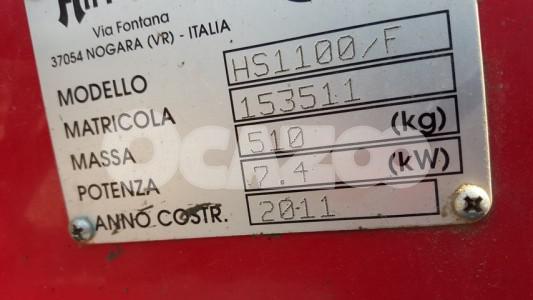 Via Fontana
37054 NOGARA (VR) - ITALIA
MODELLO HS1100/F
MATRICOLA 153511
MASSA 510 (kg)
POTENZA 7.4 (kW)
ANNO COSTR. 2011
OCAZOO